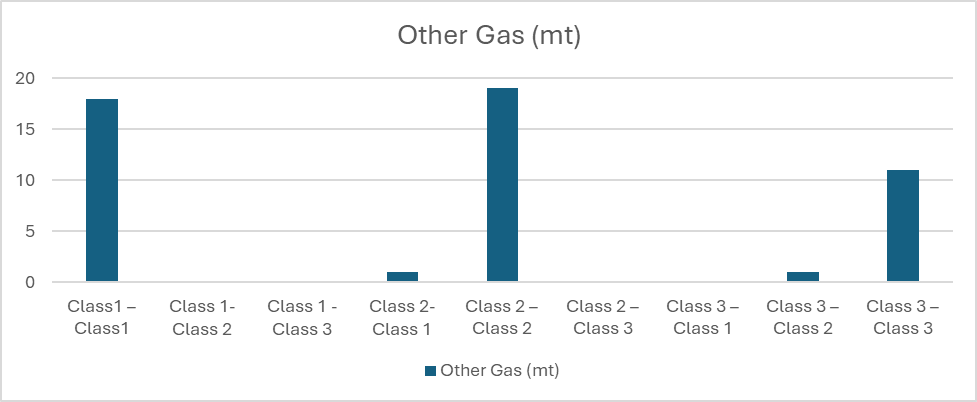 Other Gas (mt)
20
15
10
5
0
Class1 –
Class1
Class 1-
Class 2
Class 1 -
Class 3
Class 2-
Class 1
Class 2 –
Class 2
Class 2 –
Class 3
Class 3 –
Class 1
Class 3 –
Class 2
Class 3 –
Class 3
Other Gas (mt)